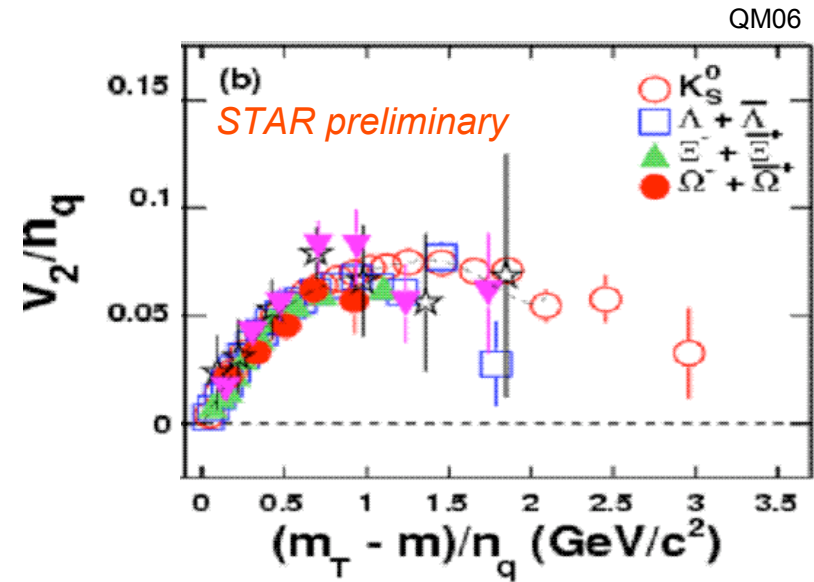 QM06
(b)
STAR preliminary
K⁰_S
Λ + Λ̅
Ξ⁻ + Ξ̅⁺
Ω⁻ + Ω̅⁺
0.15
0.1
0.05
0
V₂/n_q
0 0.5 1 1.5 2 2.5 3 3.5
(m_T - m)/n_q (GeV/c²)